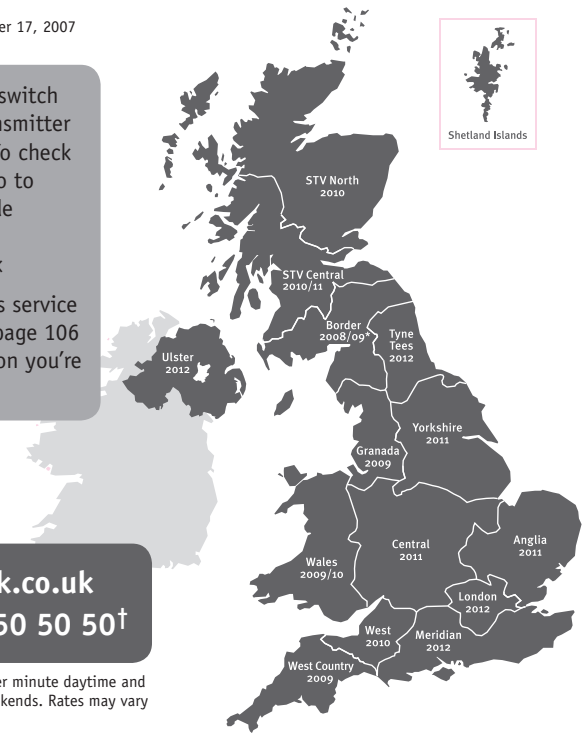 er 17, 2007
switch
nsmitter
o check
o to
le
k
s service
page 106
on you're
k.co.uk
50 50 50†
er minute daytime and
kends. Rates may vary
Shetland Islands
STV North
2010
STV Central
2010/11
Border
2008/09*
Tyne
Tees
2012
Ulster
2012
Yorkshire
2011
Granada
2009
Central
2011
Anglia
2011
Wales
2009/10
London
2012
West
2010
Meridian
2012
West Country
2009